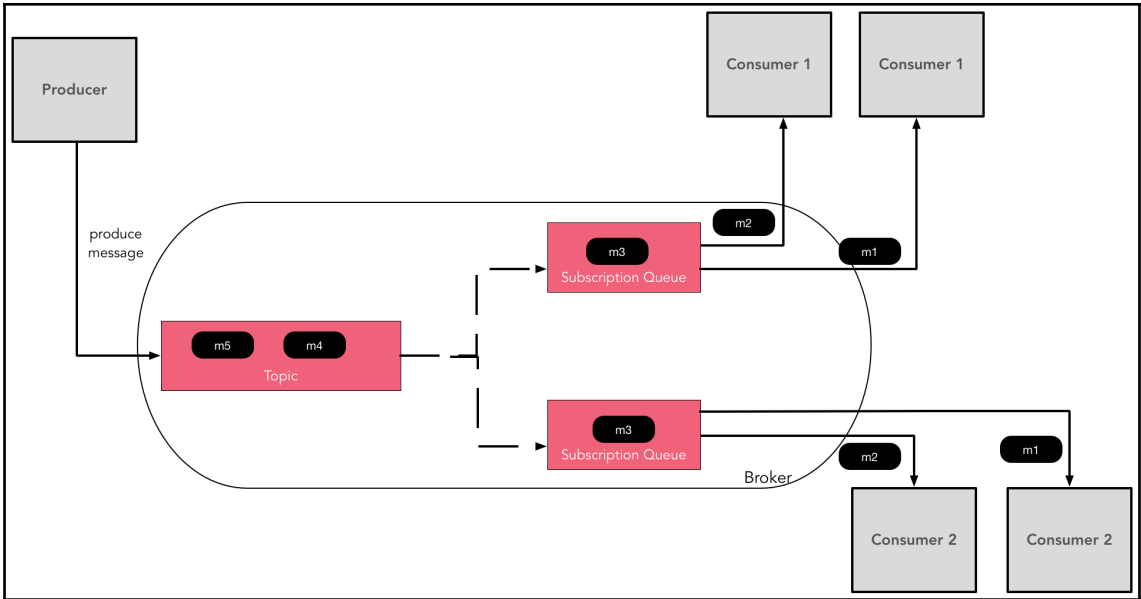 Producer
Consumer 1
Consumer 1
produce
message
m2
m3
m1
Subscription Queue
m5
m4
Topic
m3
Subscription Queue
m2
m1
Broker
Consumer 2
Consumer 2